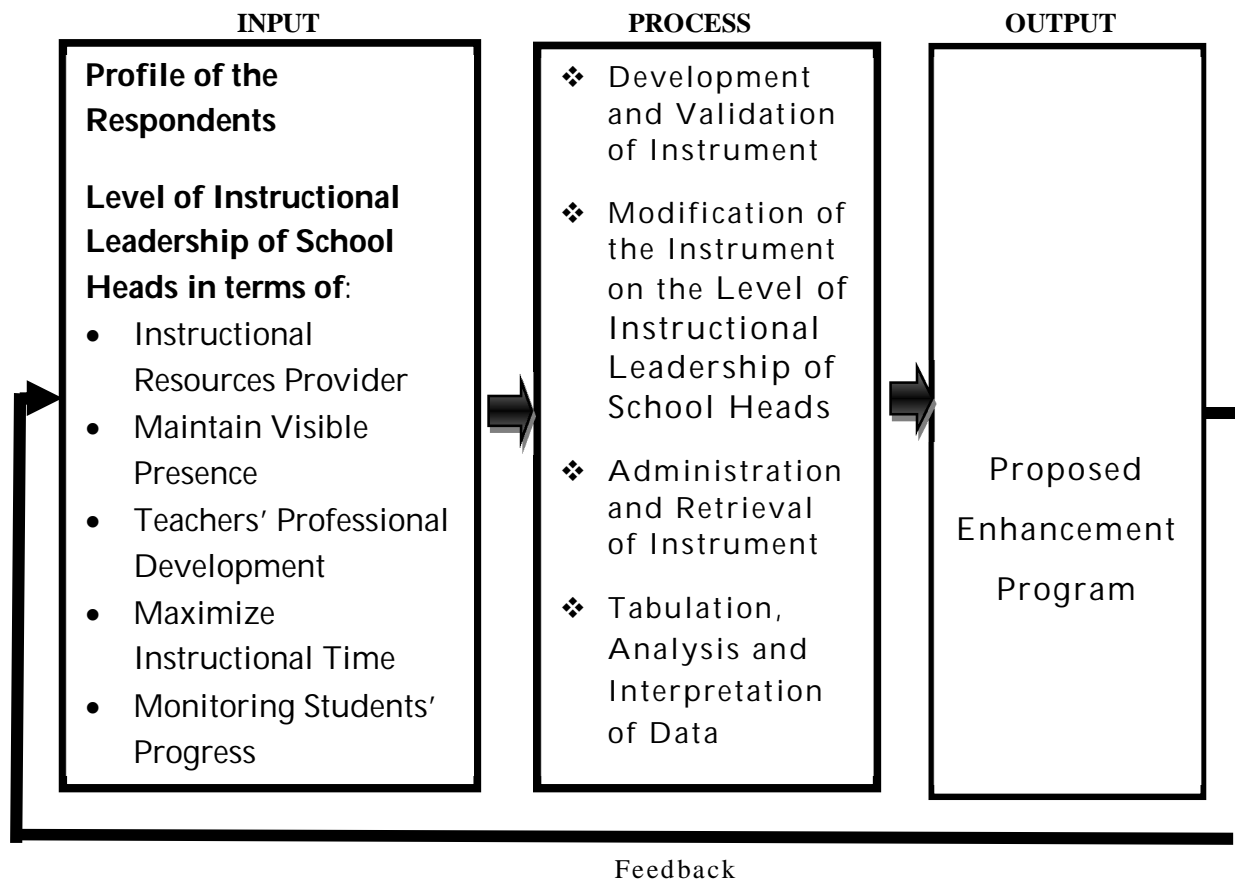 INPUT
Profile of the
Respondents
Level of Instructional
Leadership of School
Heads in terms of:
• Instructional
Resources Provider
• Maintain Visible
Presence
• Teachers’ Professional
Development
• Maximize
Instructional Time
• Monitoring Students’
Progress
PROCESS
❖ Development
and Validation
of Instrument
❖ Modification of
the Instrument
on the Level of
Instructional
Leadership of
School Heads
❖ Administration
and Retrieval
of Instrument
❖ Tabulation,
Analysis and
Interpretation
of Data
OUTPUT
Proposed
Enhancement
Program
Feedback